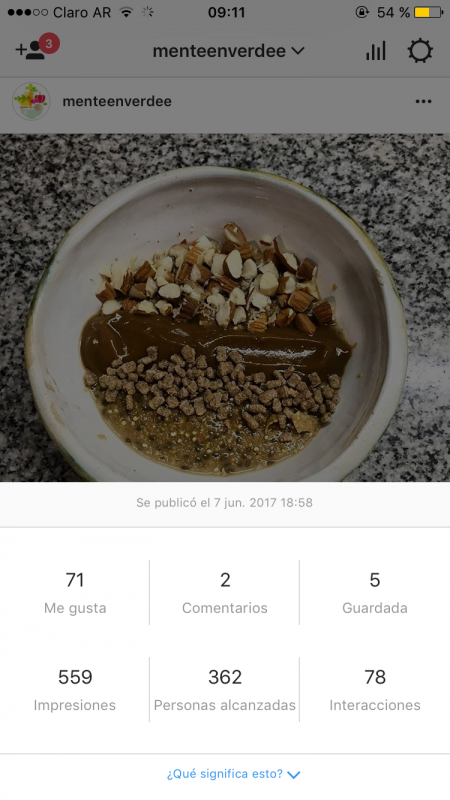 Claro AR 09:11 54 %
3 menteenverdee
menteenverdee
Se publicó el 7 jun. 2017 18:58
71 2 5
Me gusta Comentarios Guardada
559 362 78
Impresiones Personas alcanzadas Interacciones
¿Qué significa esto?